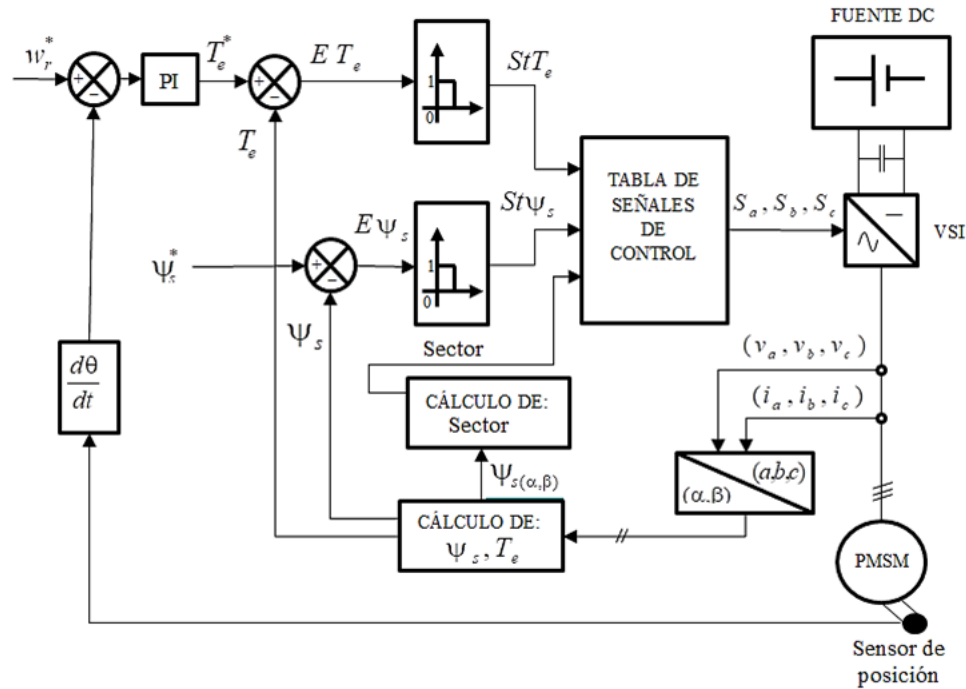 FUENTE DC
w_r^*
+
−
PI
T_e^*
+
−
E T_e
1
0
StT_e
T_e
TABLA DE
SEÑALES
DE
CONTROL
S_a, S_b, S_c
VSI
ψ_s^*
+
−
Eψ_s
1
0
Stψ_s
ψ_s
Sector
dθ
dt
CÁLCULO DE:
Sector
ψ_s(α,β)
CÁLCULO DE:
ψ_s, T_e
(v_a, v_b, v_c)
(i_a, i_b, i_c)
(a,b,c)
(α,β)
PMSM
Sensor de
posición